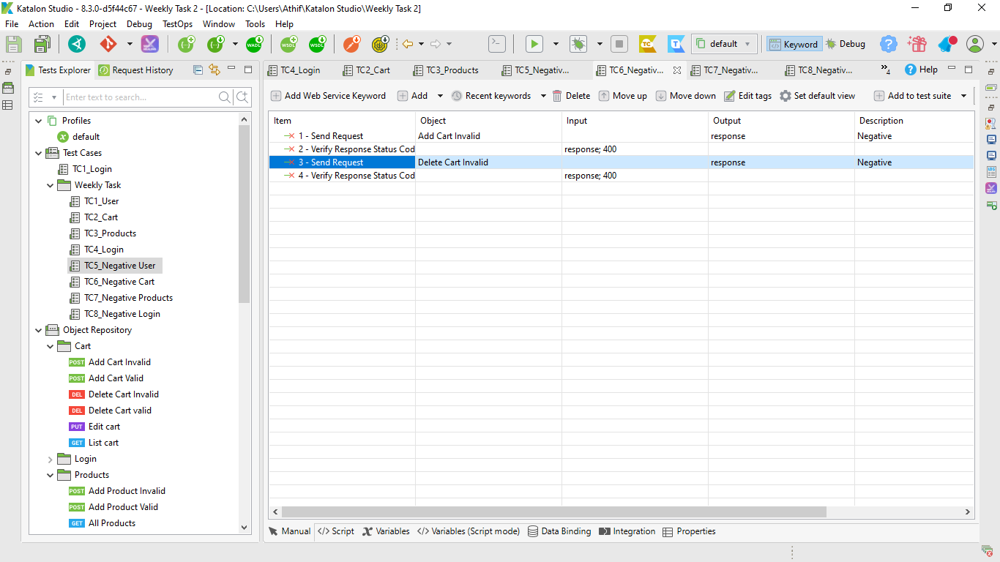 Katalon Studio - 8.3.0-d5f44c67 - Weekly Task 2 - [Location: C:\Users\Athif\Katalon Studio\Weekly Task 2]
File Action Edit Project Debug TestOps Window Tools Help
WADL WSDL WSDL TC T default Keyword Debug
Tests Explorer Request History
TC4_Login TC2_Cart TC3_Products TC5_Negativ... TC6_Negativ... TC7_Negativ... TC8_Negativ... »4 Help
Enter text to search...
Add Web Service Keyword Add Recent keywords Delete Move up Move down Edit tags Set default view Add to test suite
Profiles
default
Test Cases
TC1_Login
Weekly Task
TC1_User
TC2_Cart
TC3_Products
TC4_Login
TC5_Negative User
TC6_Negative Cart
TC7_Negative Products
TC8_Negative Login
Object Repository
Cart
POST Add Cart Invalid
POST Add Cart Valid
DEL Delete Cart Invalid
DEL Delete Cart valid
PUT Edit cart
GET List cart
Login
Products
POST Add Product Invalid
POST Add Product Valid
GET All Products
Item Object Input Output Description
1 - Send Request Add Cart Invalid response Negative
2 - Verify Response Status Cod response; 400
3 - Send Request Delete Cart Invalid response Negative
4 - Verify Response Status Cod response; 400
Manual Script Variables Variables (Script mode) Data Binding Integration Properties